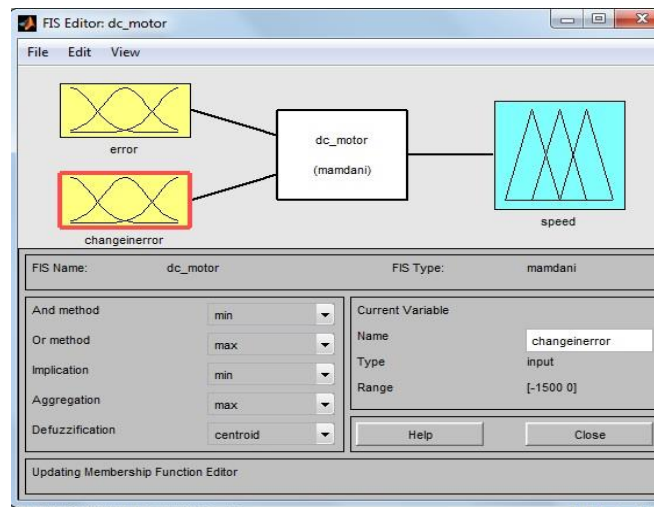 FIS Editor: dc_motor
File Edit View
error
changeinerror
dc_motor
(mamdani)
speed
FIS Name: dc_motor FIS Type: mamdani
And method min
Or method max
Implication min
Aggregation max
Defuzzification centroid
Current Variable
Name changeinerror
Type input
Range [-1500 0]
Help Close
Updating Membership Function Editor